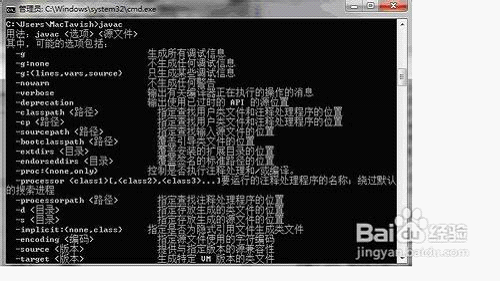 管理员: C:\Windows\system32\cmd.exe
C:\Users\MacTavish>javac
用法: javac <选项> <源文件>
其中，可能的选项包括:
-g 生成所有调试信息
-g:none 不生成任何调试信息
-g:{lines,vars,source} 只生成某些调试信息
-nowarn 不生成任何警告
-verbose 输出有关编译器正在执行的操作的消息
-deprecation 输出使用已过时的 API 的源位置
-classpath <路径> 指定查找用户类文件和注释处理程序的位置
-cp <路径> 指定查找用户类文件和注释处理程序的位置
-sourcepath <路径> 指定查找输入源文件的位置
-bootclasspath <路径> 覆盖引导类文件的位置
-extdirs <目录> 覆盖安装的扩展目录的位置
-endorseddirs <目录> 覆盖签名的标准路径的位置
-proc:{none,only} 控制是否执行注释处理和/或编译。
-processor <class1>[,<class2>,<class3>...]要运行的注释处理程序的名称；绕过默认
的搜索进程
-processorpath <路径> 指定查找注释处理程序的位置
-d <目录> 指定存放生成的类文件的位置
-s <目录> 指定存放生成的源文件的位置
-implicit:{none,class} 指定是否为隐式引用文件生成类文件
-encoding <编码> 指定源文件使用的字符编码
-source <版本> 提供与指定版本的源兼容性
-target <版本> 生成特定 VM 版本的类文件
Bai度经验
jingyan.baidu.com